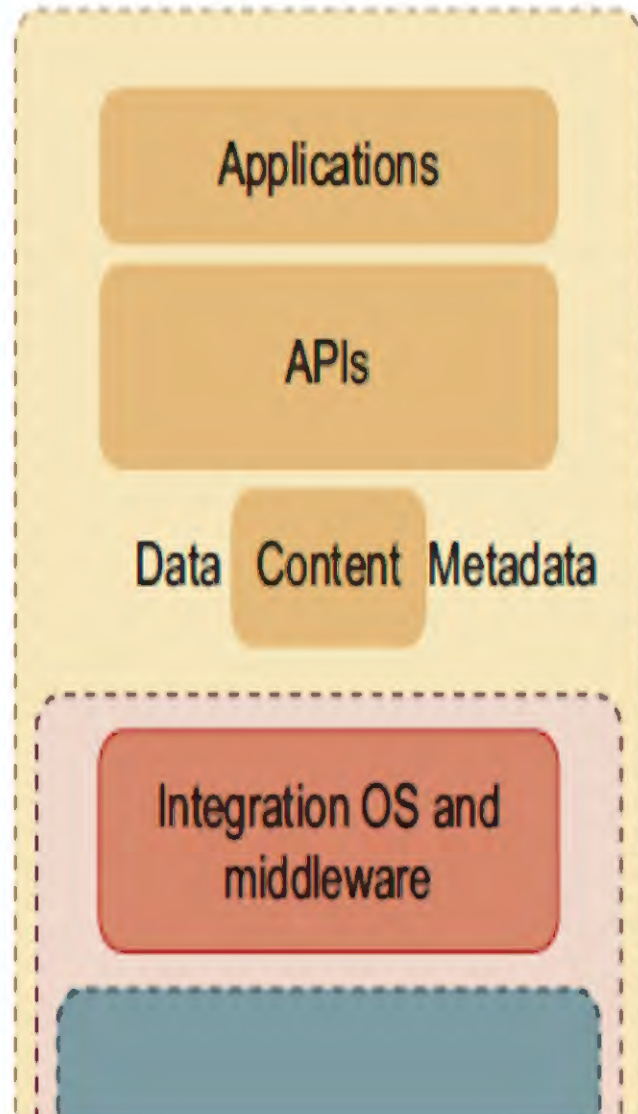 Applications
APIs
Data Content Metadata
Integration OS and
middleware